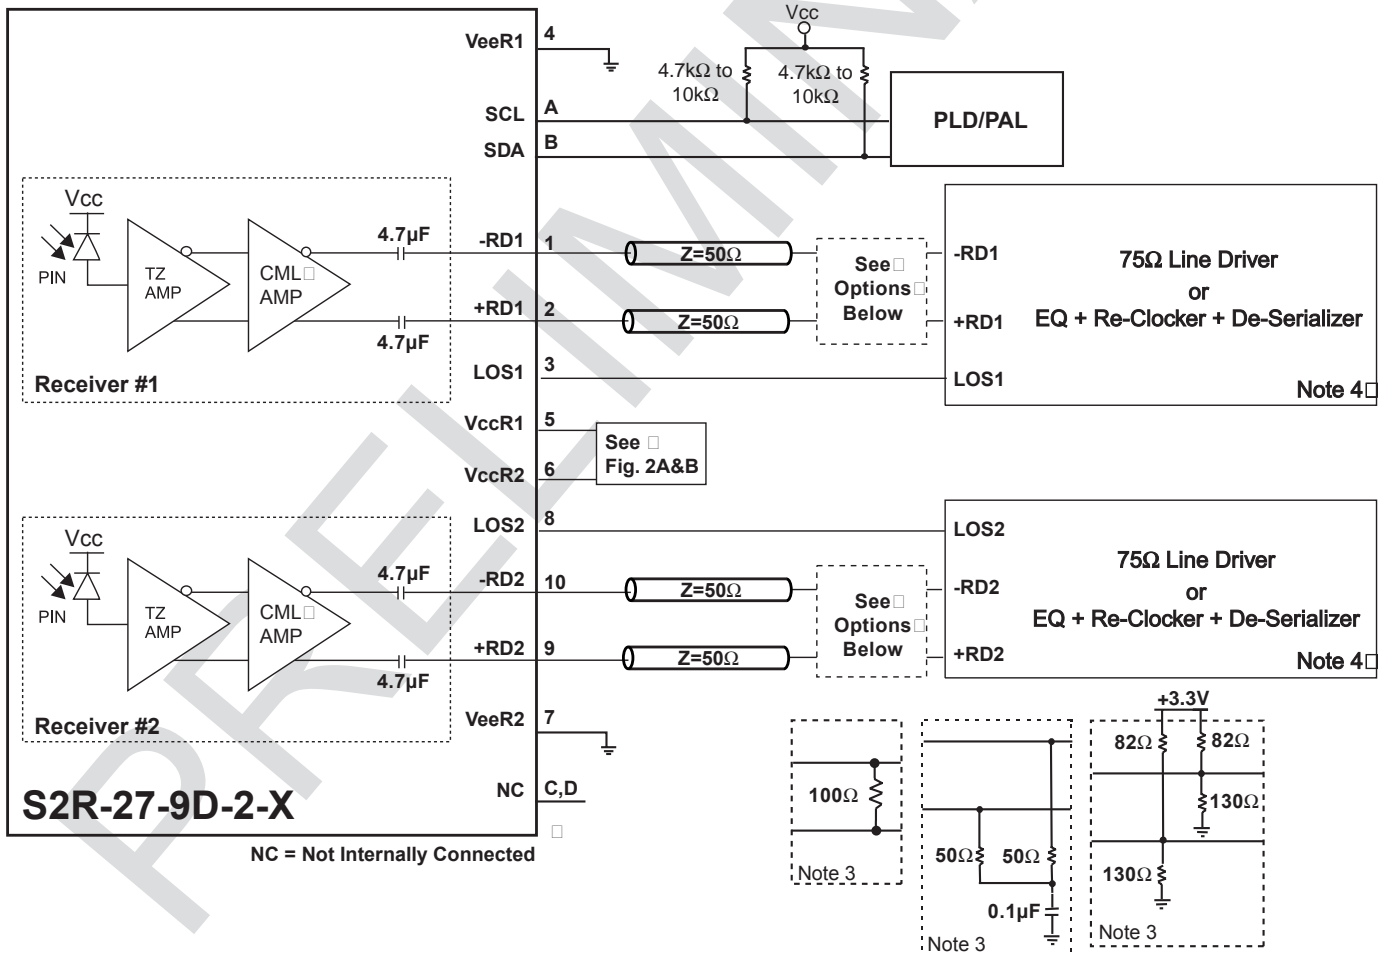 PRELIMIN
Vcc
VeeR1 4
4.7kΩ to 10kΩ
4.7kΩ to 10kΩ
SCL A
SDA B
PLD/PAL
Vcc
PIN
TZ AMP
CML AMP
4.7µF
4.7µF
Receiver #1
-RD1 1
+RD1 2
LOS1 3
Z=50Ω
Z=50Ω
See
Options
Below
-RD1
+RD1
LOS1
75Ω Line Driver
or
EQ + Re-Clocker + De-Serializer
Note 4
VccR1 5
VccR2 6
See
Fig. 2A&B
LOS2 8
Vcc
PIN
TZ AMP
CML AMP
4.7µF
4.7µF
Receiver #2
-RD2 10
+RD2 9
Z=50Ω
Z=50Ω
See
Options
Below
LOS2
-RD2
+RD2
75Ω Line Driver
or
EQ + Re-Clocker + De-Serializer
Note 4
VeeR2 7
NC C,D
S2R-27-9D-2-X
NC = Not Internally Connected
100Ω
Note 3
50Ω 50Ω
0.1µF
Note 3
+3.3V
82Ω 82Ω
130Ω
130Ω
Note 3